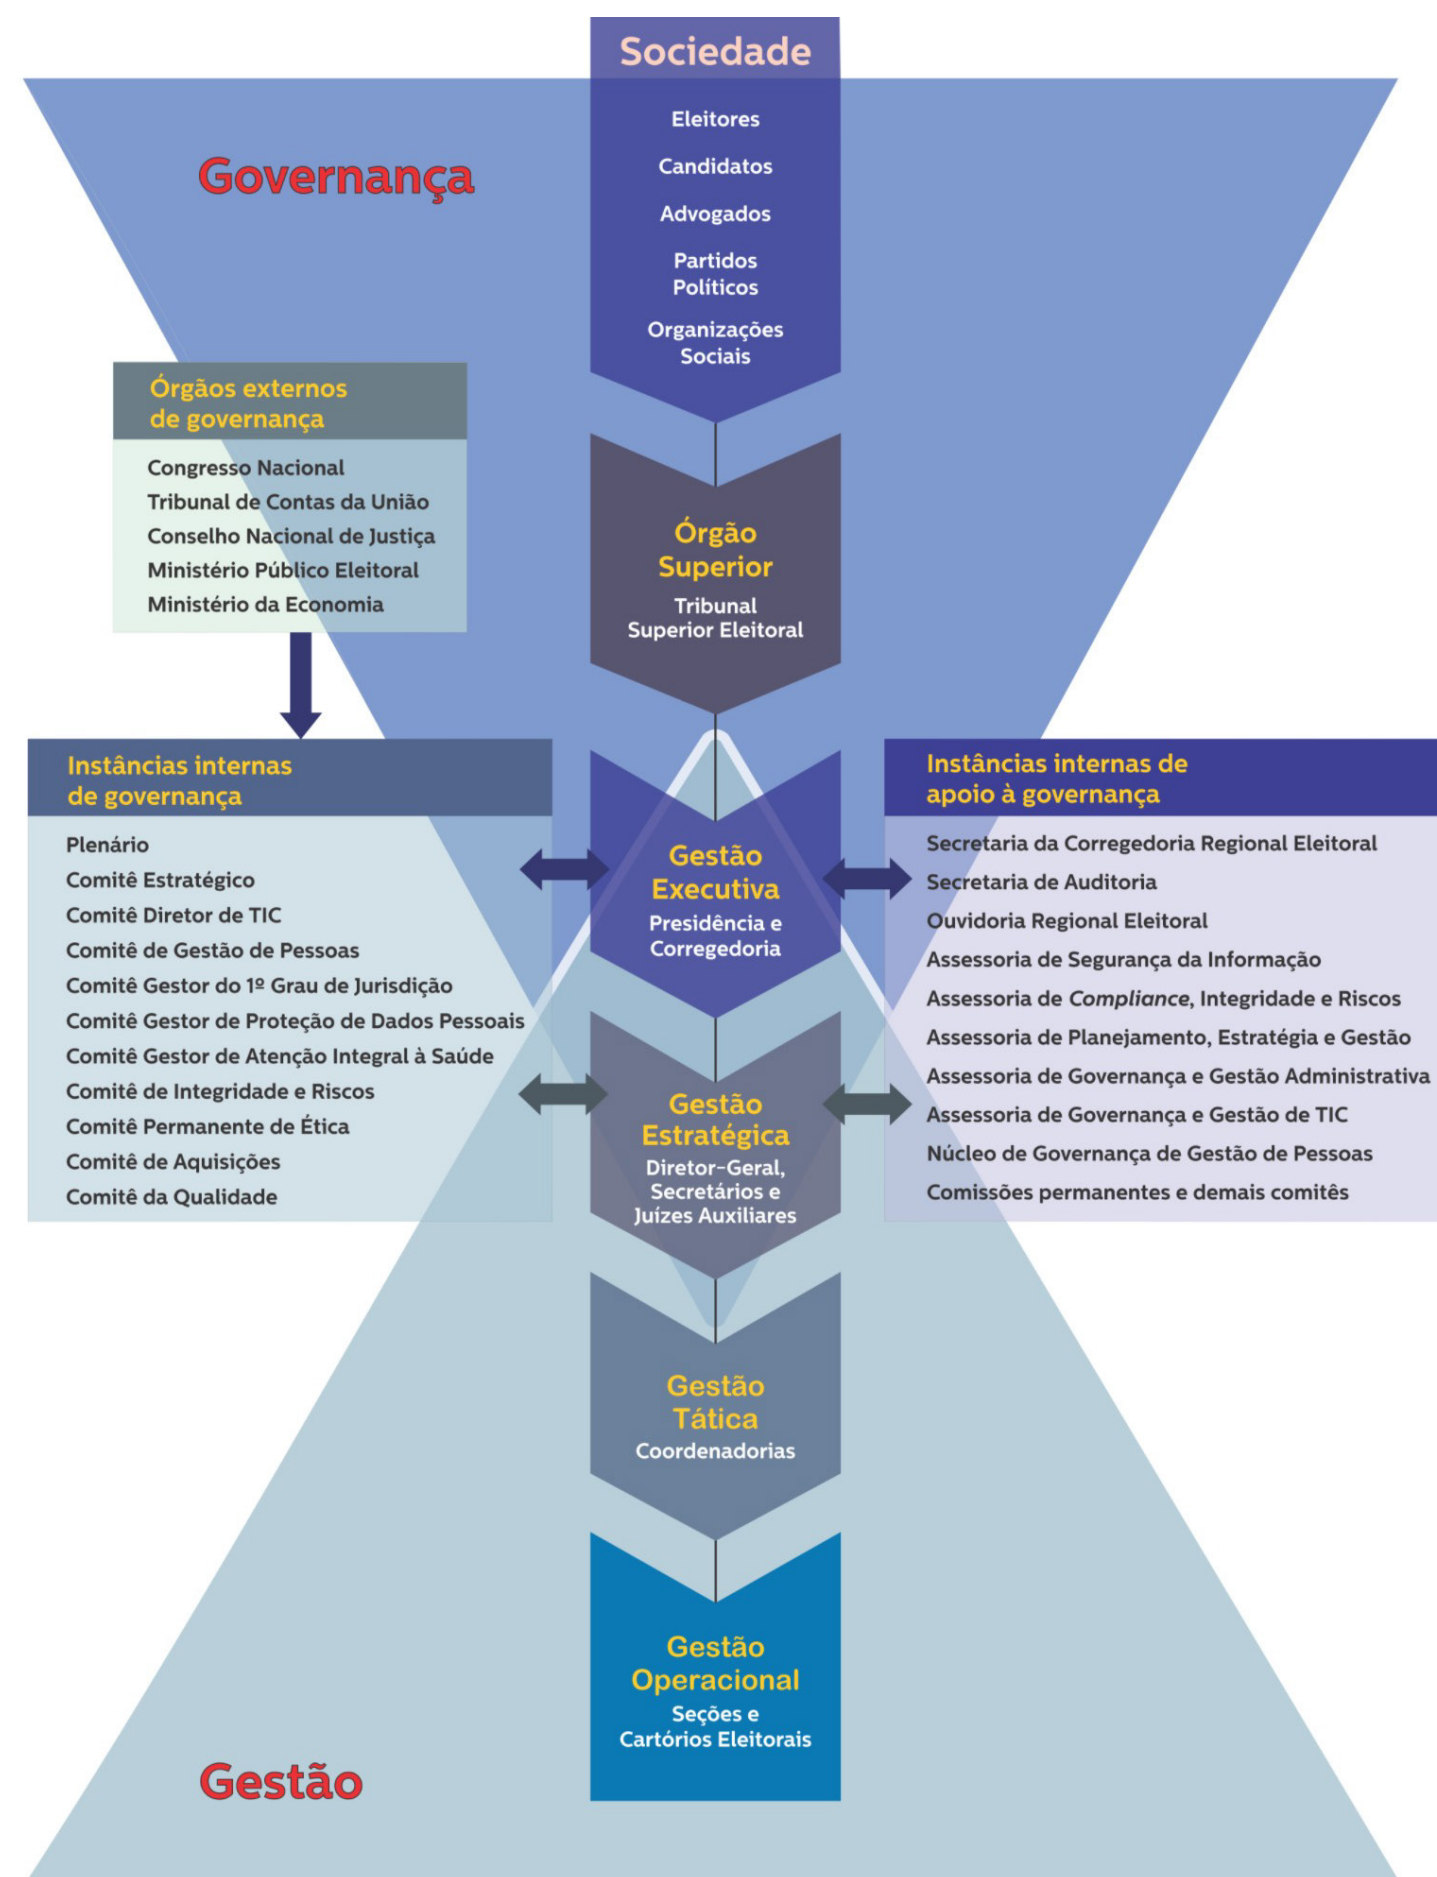 Sociedade
Eleitores
Candidatos
Advogados
Partidos
Políticos
Organizações
Sociais
Governança
Órgãos externos
de governança
Congresso Nacional
Tribunal de Contas da União
Conselho Nacional de Justiça
Ministério Público Eleitoral
Ministério da Economia
Órgão
Superior
Tribunal
Superior Eleitoral
Instâncias internas
de governança
Plenário
Comitê Estratégico
Comitê Diretor de TIC
Comitê de Gestão de Pessoas
Comitê Gestor do 1º Grau de Jurisdição
Comitê Gestor de Proteção de Dados Pessoais
Comitê Gestor de Atenção Integral à Saúde
Comitê de Integridade e Riscos
Comitê Permanente de Ética
Comitê de Aquisições
Comitê da Qualidade
Gestão
Executiva
Presidência e
Corregedoria
Gestão
Estratégica
Diretor-Geral,
Secretários e
Juízes Auxiliares
Instâncias internas de
apoio à governança
Secretaria da Corregedoria Regional Eleitoral
Secretaria de Auditoria
Ouvidoria Regional Eleitoral
Assessoria de Segurança da Informação
Assessoria de Compliance, Integridade e Riscos
Assessoria de Planejamento, Estratégia e Gestão
Assessoria de Governança e Gestão Administrativa
Assessoria de Governança e Gestão de TIC
Núcleo de Governança de Gestão de Pessoas
Comissões permanentes e demais comitês
Gestão
Tática
Coordenadorias
Gestão
Operacional
Seções e
Cartórios Eleitorais
Gestão